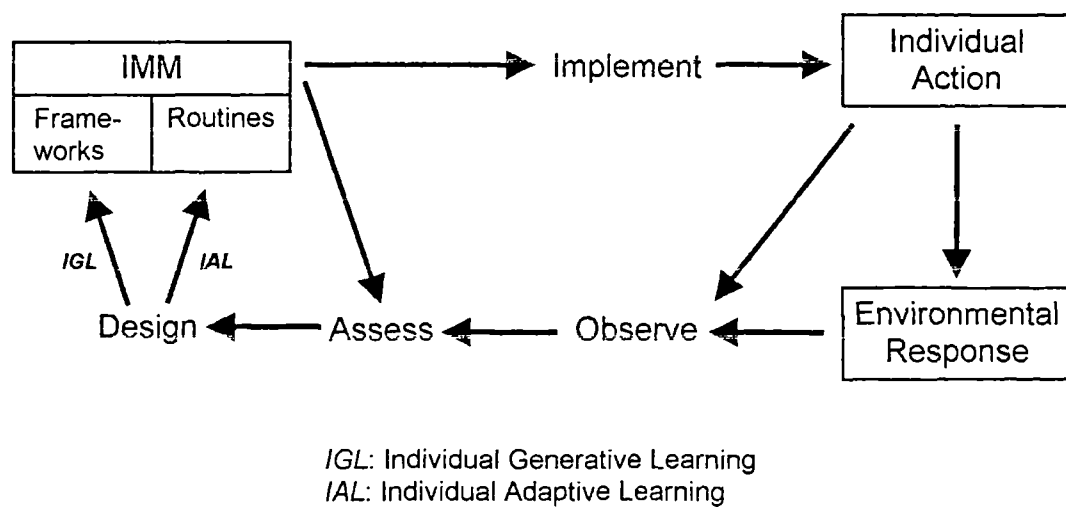 IMM
Frame-
works
Routines
Implement
Individual
Action
IGL
IAL
Design
Assess
Observe
Environmental
Response
IGL: Individual Generative Learning
IAL: Individual Adaptive Learning